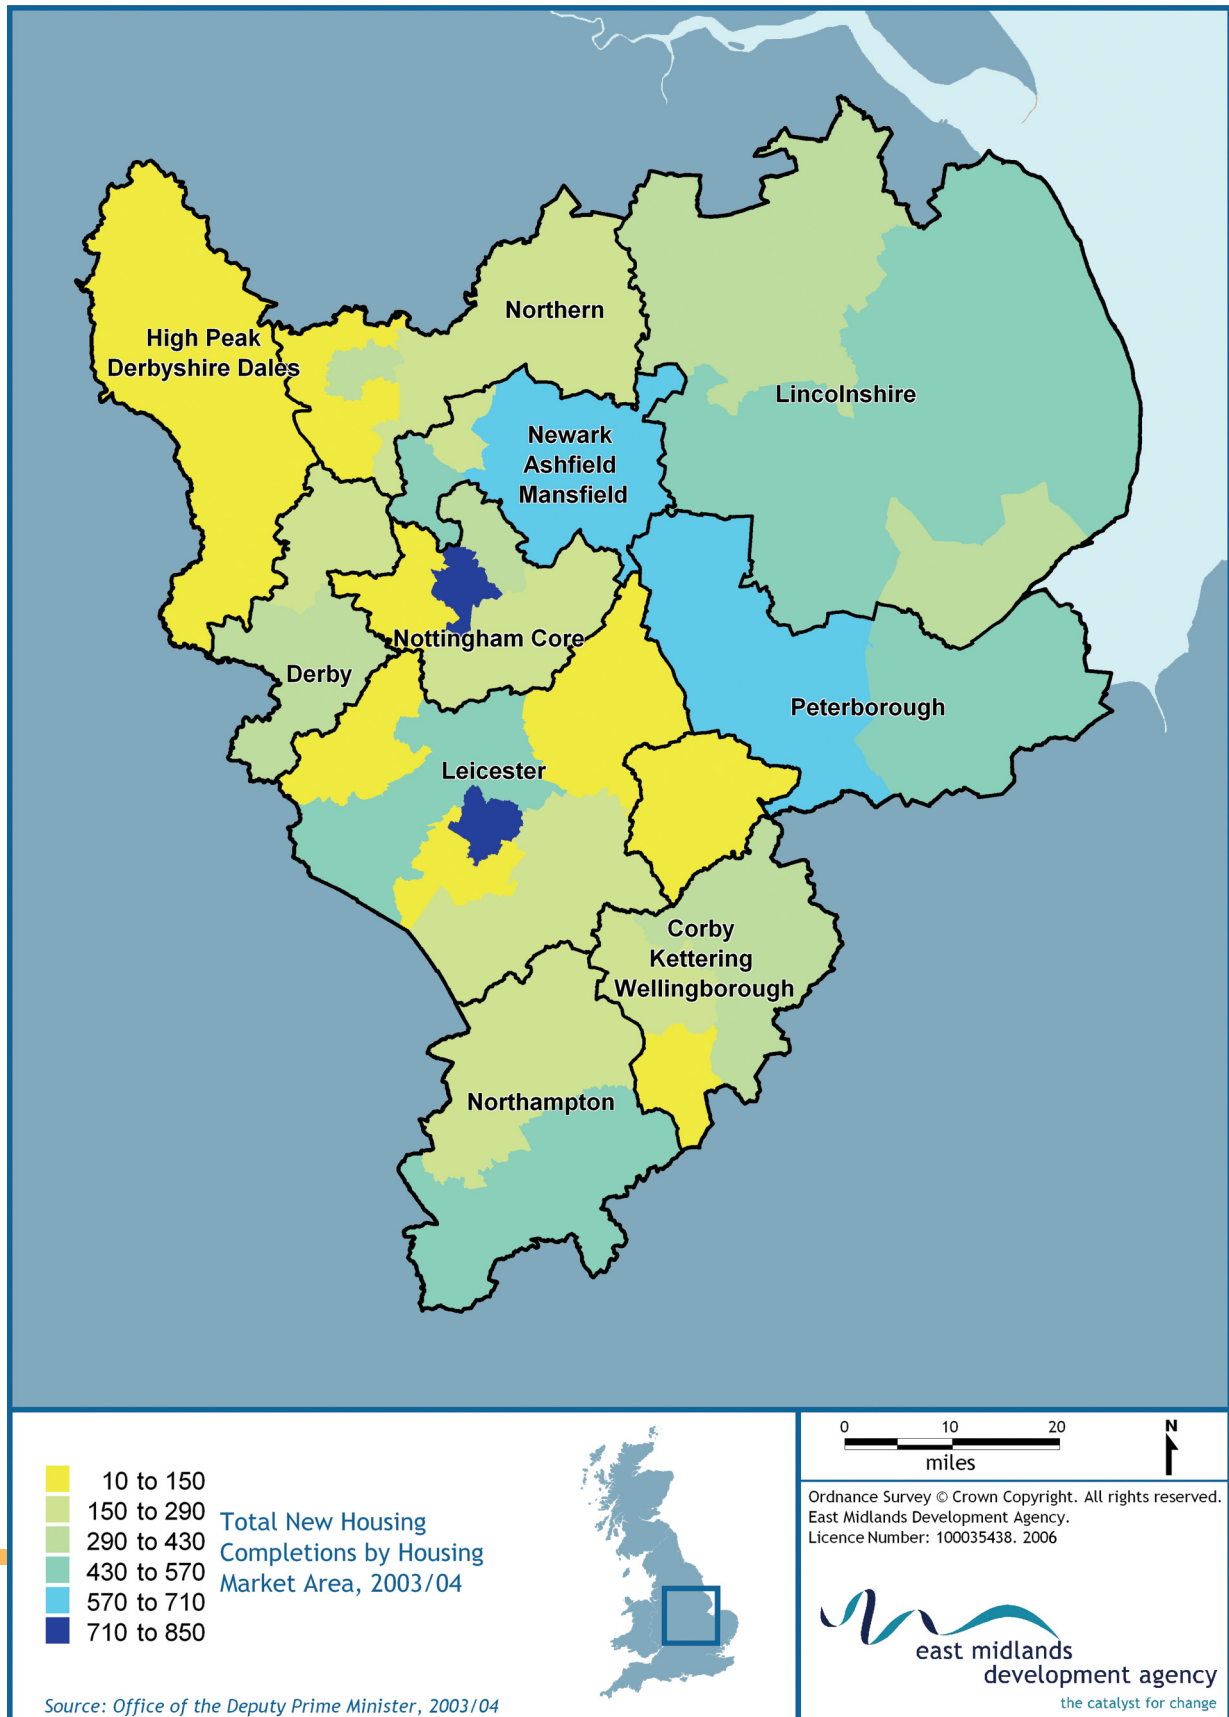 Northern
High Peak
Derbyshire Dales
Lincolnshire
Newark
Ashfield
Mansfield
Nottingham Core
Derby
Peterborough
Leicester
Corby
Kettering
Wellingborough
Northampton
10 to 150
150 to 290
290 to 430
430 to 570
570 to 710
710 to 850
Total New Housing
Completions by Housing
Market Area, 2003/04
Source: Office of the Deputy Prime Minister, 2003/04
0 10 20
miles
N
Ordnance Survey © Crown Copyright. All rights reserved.
East Midlands Development Agency.
Licence Number: 100035438. 2006
east midlands
development agency
the catalyst for change